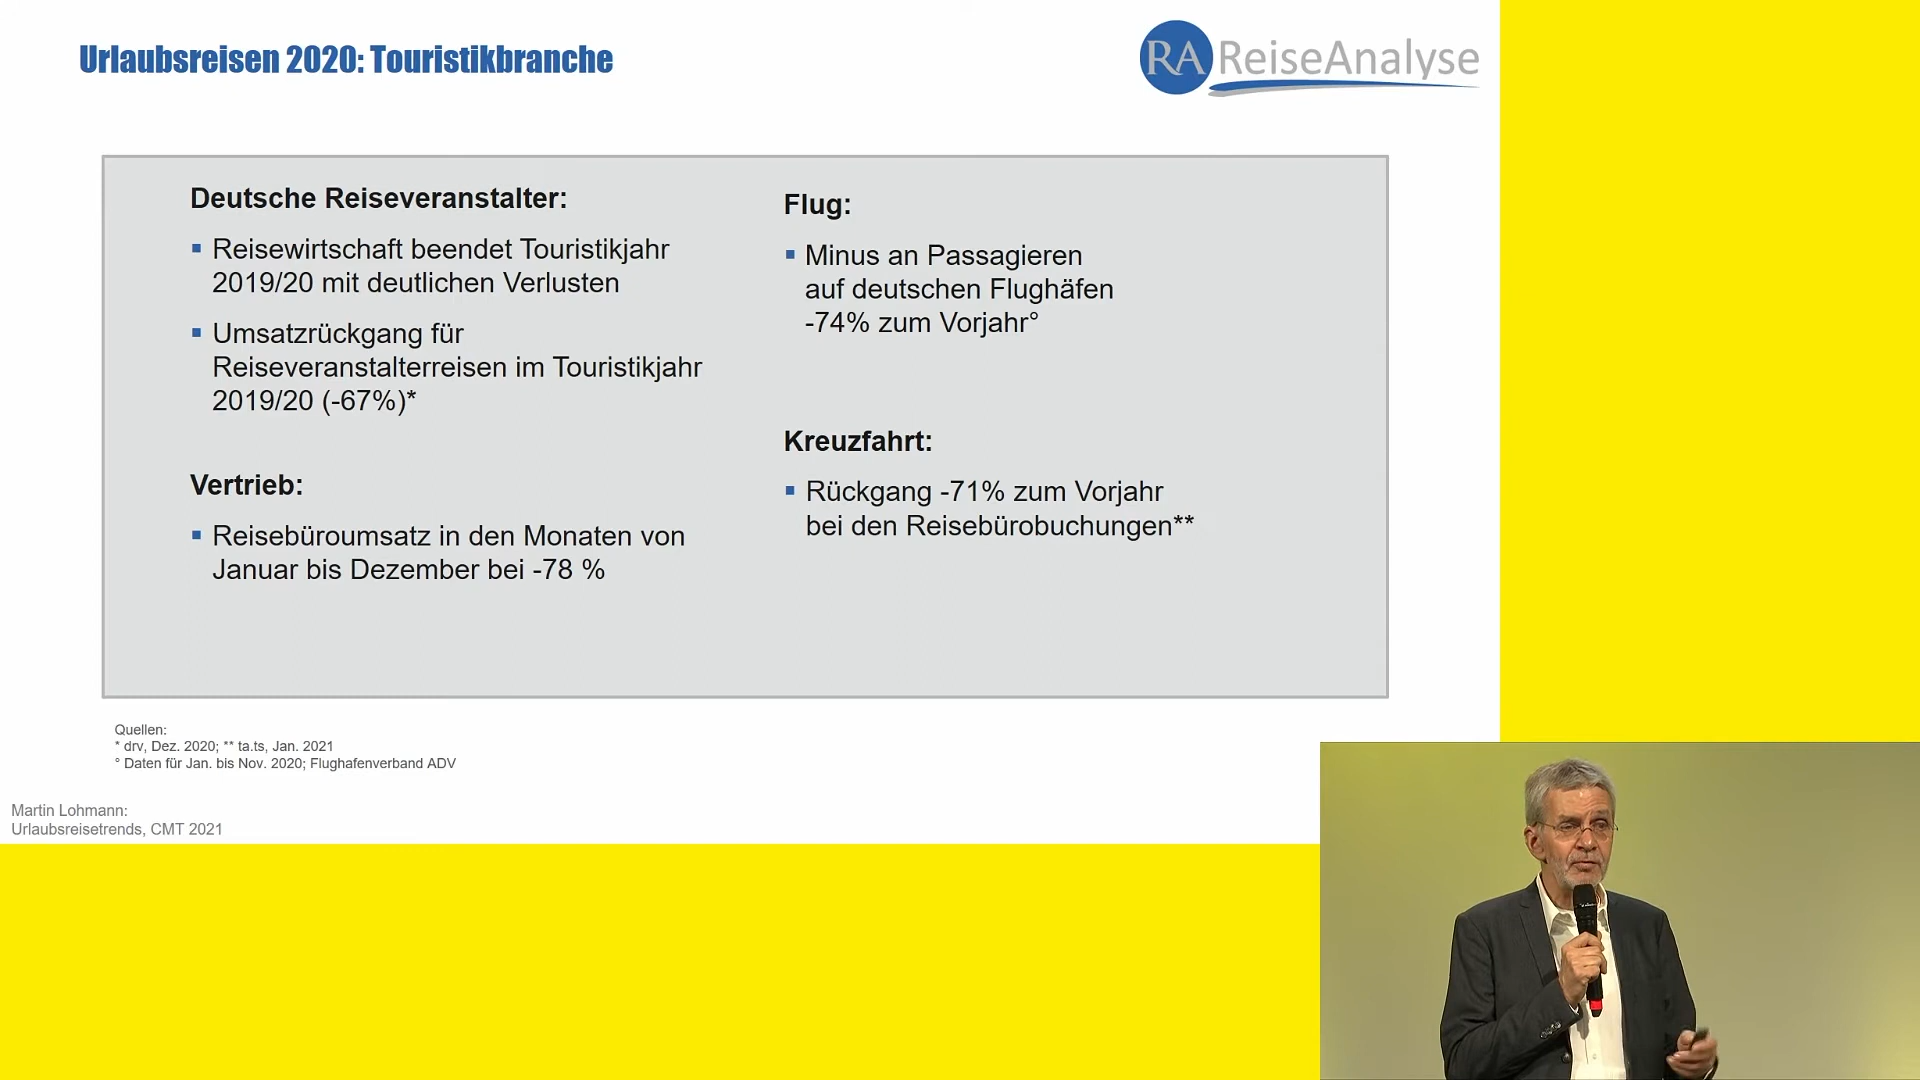 Urlaubsreisen 2020: Touristikbranche
RA ReiseAnalyse
Deutsche Reiseveranstalter:
▪ Reisewirtschaft beendet Touristikjahr
2019/20 mit deutlichen Verlusten
▪ Umsatzrückgang für
Reiseveranstalterreisen im Touristikjahr
2019/20 (-67%)*
Vertrieb:
▪ Reisebüroumsatz in den Monaten von
Januar bis Dezember bei -78 %
Flug:
▪ Minus an Passagieren
auf deutschen Flughäfen
-74% zum Vorjahr°
Kreuzfahrt:
▪ Rückgang -71% zum Vorjahr
bei den Reisebürobuchungen**
Quellen:
* drv, Dez. 2020; ** ta.ts, Jan. 2021
° Daten für Jan. bis Nov. 2020; Flughafenverband ADV
Martin Lohmann:
Urlaubsreisetrends, CMT 2021